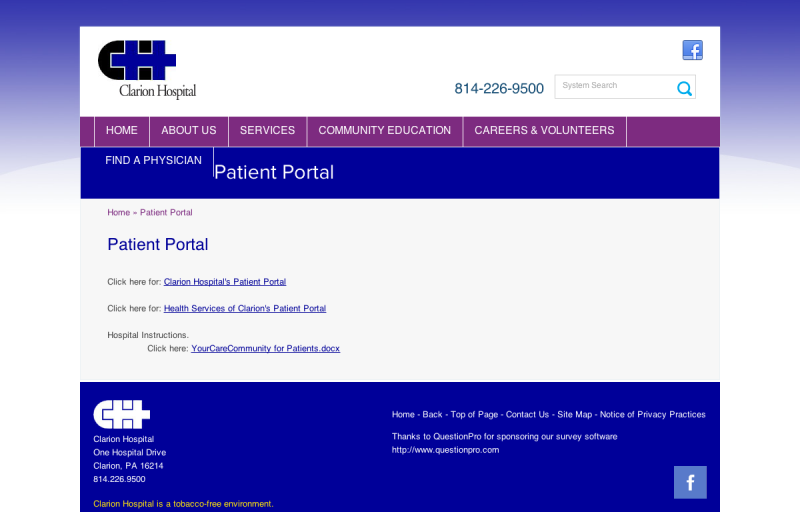 Clarion Hospital
814-226-9500
System Search
HOME
ABOUT US
SERVICES
COMMUNITY EDUCATION
CAREERS & VOLUNTEERS
FIND A PHYSICIAN
Patient Portal
Home » Patient Portal
Patient Portal
Click here for: Clarion Hospital's Patient Portal
Click here for: Health Services of Clarion's Patient Portal
Hospital Instructions.
Click here: YourCareCommunity for Patients.docx
Clarion Hospital
One Hospital Drive
Clarion, PA 16214
814.226.9500
Clarion Hospital is a tobacco-free environment.
Home - Back - Top of Page - Contact Us - Site Map - Notice of Privacy Practices
Thanks to QuestionPro for sponsoring our survey software
http://www.questionpro.com